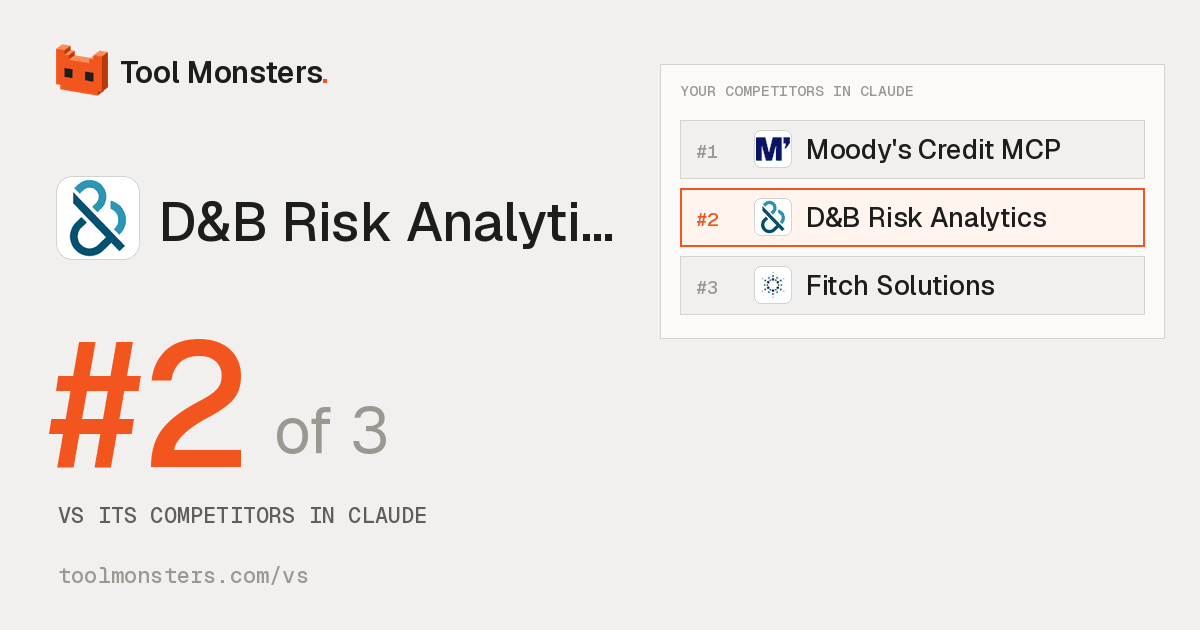 Tool Monsters.
D&B Risk Analyti...
#2 of 3
VS ITS COMPETITORS IN CLAUDE
toolmonsters.com/vs
YOUR COMPETITORS IN CLAUDE
#1 M' Moody's Credit MCP
#2 D&B Risk Analytics
#3 Fitch Solutions